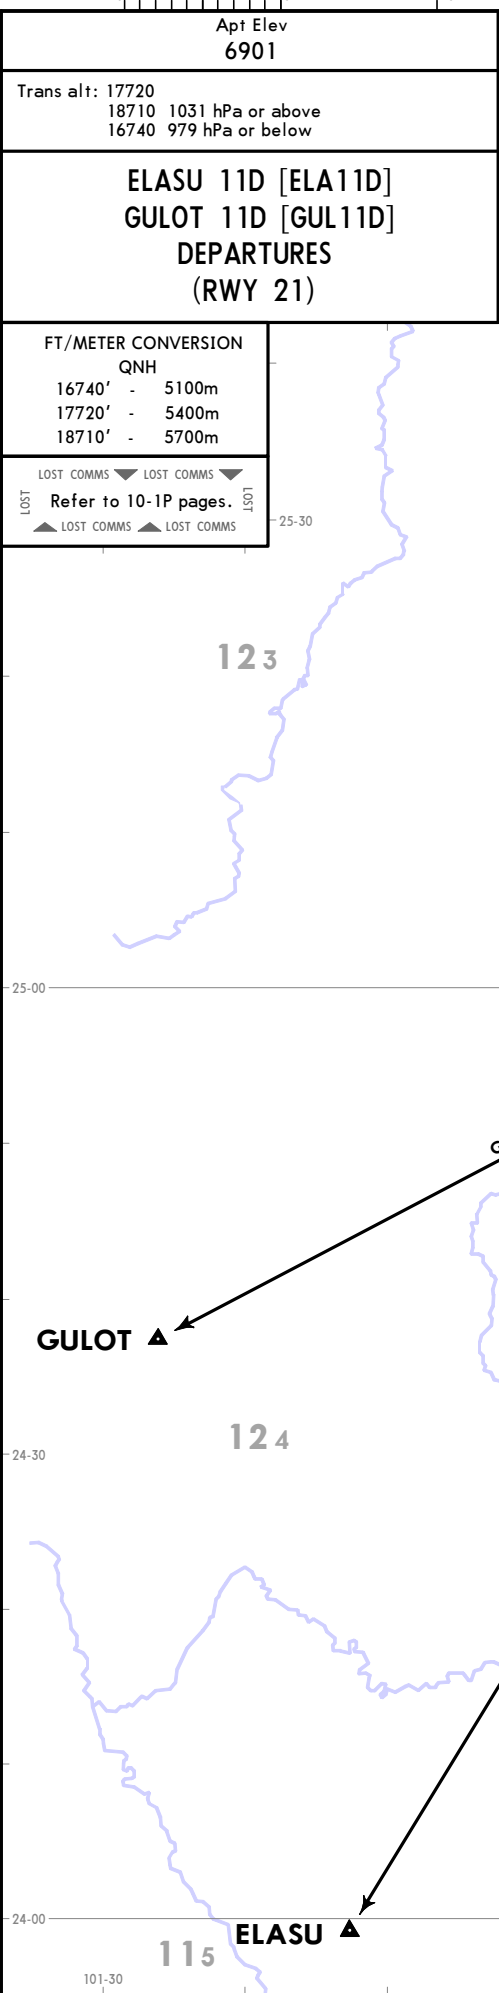 Apt Elev
6901
Trans alt: 17720
18710 1031 hPa or above
16740 979 hPa or below
ELASU 11D [ELA11D]
GULOT 11D [GUL11D]
DEPARTURES
(RWY 21)
FT/METER CONVERSION
QNH
16740' - 5100m
17720' - 5400m
18710' - 5700m
LOST COMMS LOST COMMS
LOST
Refer to 10-1P pages.
LOST
LOST COMMS LOST COMMS
25-30
123
25-00
G
GULOT
124
24-30
24-00
ELASU
115
101-30